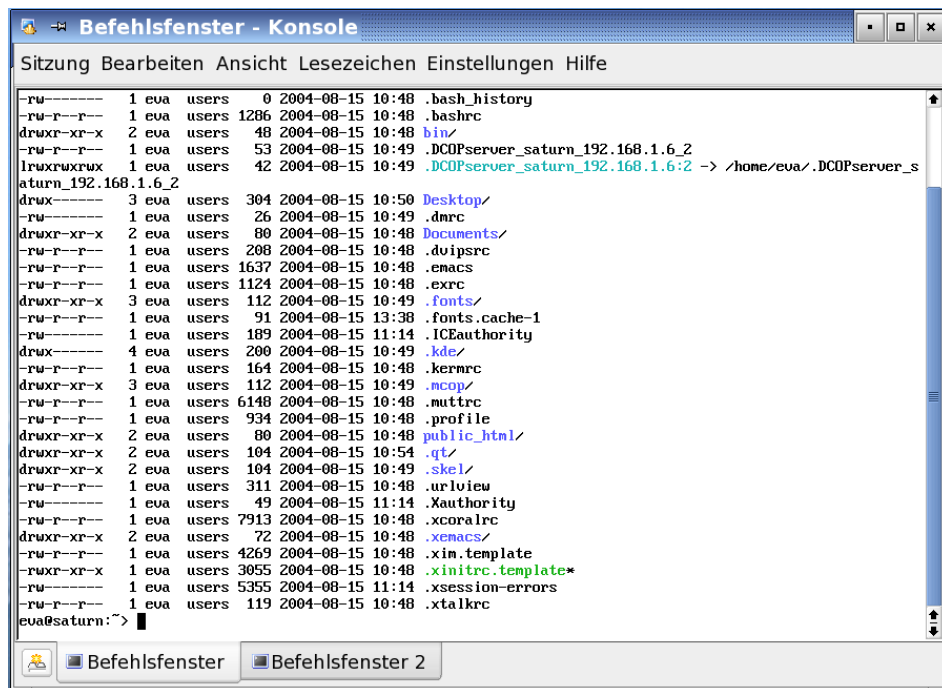 Befehlsfenster - Konsole
Sitzung Bearbeiten Ansicht Lesezeichen Einstellungen Hilfe
-rw------- 1 eva users 0 2004-08-15 10:48 .bash_history
-rw-r--r-- 1 eva users 1286 2004-08-15 10:48 .bashrc
drwxr-xr-x 2 eva users 48 2004-08-15 10:48 bin/
-rw-r--r-- 1 eva users 53 2004-08-15 10:49 .DCOPserver_saturn_192.168.1.6_2
lrwxrwxrwx 1 eva users 42 2004-08-15 10:49 .DCOPserver_saturn_192.168.1.6:2 -> /home/eva/.DCOPserver_s
aturn_192.168.1.6_2
drwx------ 3 eva users 304 2004-08-15 10:50 Desktop/
-rw------- 1 eva users 26 2004-08-15 10:49 .dmrc
drwxr-xr-x 2 eva users 80 2004-08-15 10:48 Documents/
-rw-r--r-- 1 eva users 208 2004-08-15 10:48 .dvipsrc
-rw-r--r-- 1 eva users 1637 2004-08-15 10:48 .emacs
-rw-r--r-- 1 eva users 1124 2004-08-15 10:48 .exrc
drwxr-xr-x 3 eva users 112 2004-08-15 10:49 .fonts/
-rw-r--r-- 1 eva users 91 2004-08-15 13:38 .fonts.cache-1
-rw------- 1 eva users 189 2004-08-15 11:14 .ICEauthority
drwx------ 4 eva users 200 2004-08-15 10:49 .kde/
-rw-r--r-- 1 eva users 164 2004-08-15 10:48 .kermrc
drwxr-xr-x 3 eva users 112 2004-08-15 10:49 .mcop/
-rw-r--r-- 1 eva users 6148 2004-08-15 10:48 .muttrc
-rw-r--r-- 1 eva users 934 2004-08-15 10:48 .profile
drwxr-xr-x 2 eva users 80 2004-08-15 10:48 public_html/
drwxr-xr-x 2 eva users 104 2004-08-15 10:54 .qt/
drwxr-xr-x 2 eva users 104 2004-08-15 10:49 .skel/
-rw-r--r-- 1 eva users 311 2004-08-15 10:48 .urlview
-rw------- 1 eva users 49 2004-08-15 11:14 .Xauthority
-rw-r--r-- 1 eva users 7913 2004-08-15 10:48 .xcoralrc
drwxr-xr-x 2 eva users 72 2004-08-15 10:48 .xemacs/
-rw-r--r-- 1 eva users 4269 2004-08-15 10:48 .xim.template
-rwxr-xr-x 1 eva users 3055 2004-08-15 10:48 .xinitrc.template*
-rw------- 1 eva users 5355 2004-08-15 11:14 .xsession-errors
-rw-r--r-- 1 eva users 119 2004-08-15 10:48 .xtalkrc
eva@saturn:~>
Befehlsfenster Befehlsfenster 2